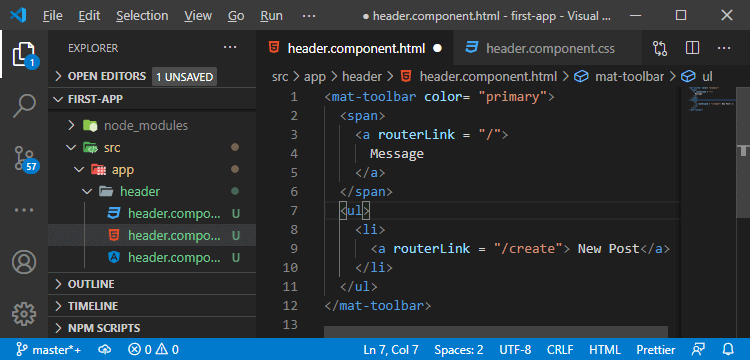 File Edit View Go Run ··· ● header.component.html - first-app - Visual ...
EXPLORER ···
OPEN EDITORS 1 UNSAVED
FIRST-APP
node_modules
src
app
header
header.compo... U
header.compo... U
header.compo... U
OUTLINE
TIMELINE
NPM SCRIPTS
1
57
header.component.html ● header.component.css ···
src > app > header > header.component.html > mat-toolbar > ul
1 <mat-toolbar color= "primary">
2 <span>
3 <a routerLink = "/">
4 Message
5 </a>
6 </span>
7 <ul>
8 <li>
9 <a routerLink = "/create"> New Post</a>
10 </li>
11 </ul>
12 </mat-toolbar>
13
master*+ 0 0 Ln 7, Col 7 Spaces: 2 UTF-8 CRLF HTML Prettier